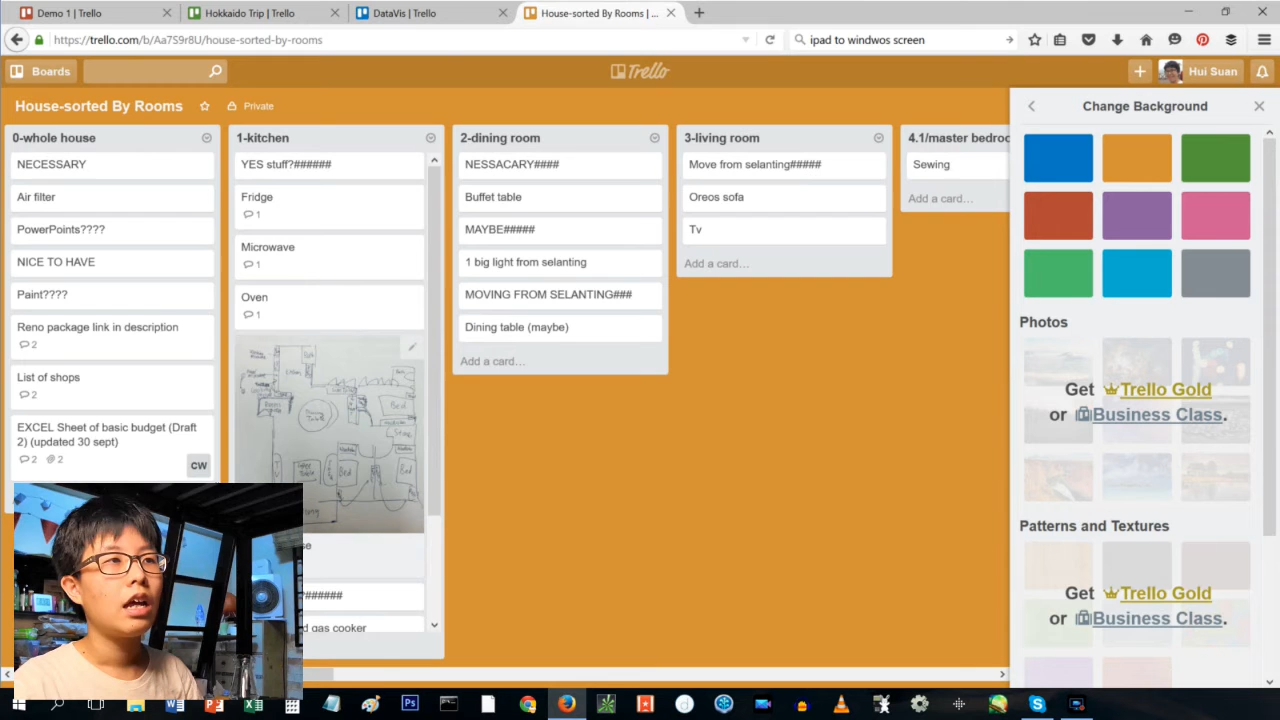 Demo 1 | Trello
Hokkaido Trip | Trello
DataVis | Trello
House-sorted By Rooms | ...
https://trello.com/b/Aa7S9r8U/house-sorted-by-rooms
ipad to windwos screen
Boards
Trello
Hui Suan
House-sorted By Rooms
Private
Change Background
0-whole house
NECESSARY
Air filter
PowerPoints????
NICE TO HAVE
Paint????
Reno package link in description
2
List of shops
2
EXCEL Sheet of basic budget (Draft
2) (updated 30 sept)
2 2
CW
1-kitchen
YES stuff?######
Fridge
1
Microwave
1
Oven
1
?######
gas cooker
2-dining room
NESSACARY####
Buffet table
MAYBE#####
1 big light from selanting
MOVING FROM SELANTING###
Dining table (maybe)
Add a card...
3-living room
Move from selanting#####
Oreos sofa
Tv
Add a card...
4.1/master bedroo
Sewing
Add a card...
Photos
Get Trello Gold
or Business Class.
Patterns and Textures
Get Trello Gold
or Business Class.